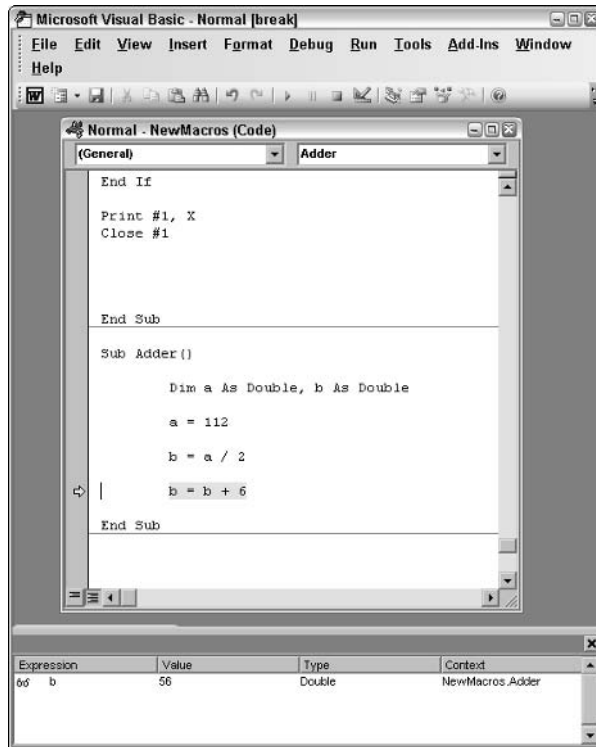 Microsoft Visual Basic - Normal [break]
File Edit View Insert Format Debug Run Tools Add-Ins Window
Help
Normal - NewMacros (Code)
(General) Adder
End If
Print #1, X
Close #1
End Sub
Sub Adder()
Dim a As Double, b As Double
a = 112
b = a / 2
b = b + 6
End Sub
Expression Value Type Context
b 56 Double NewMacros.Adder